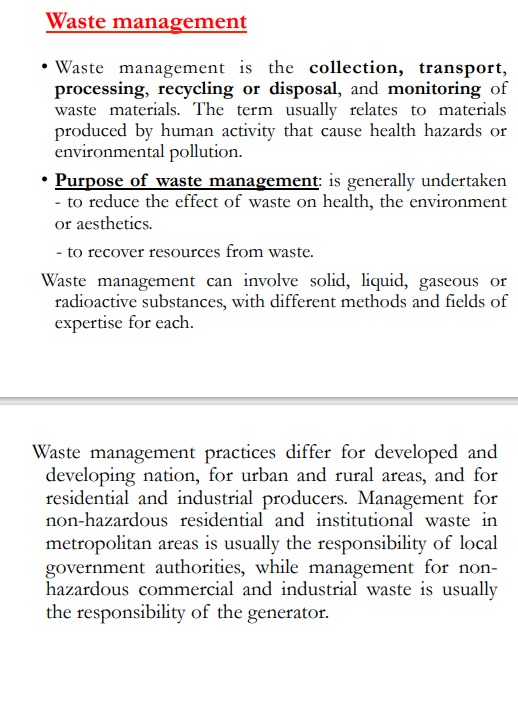 Waste management
• Waste management is the collection, transport,
processing, recycling or disposal, and monitoring of
waste materials. The term usually relates to materials
produced by human activity that cause health hazards or
environmental pollution.
• Purpose of waste management: is generally undertaken
- to reduce the effect of waste on health, the environment
or aesthetics.
- to recover resources from waste.
Waste management can involve solid, liquid, gaseous or
radioactive substances, with different methods and fields of
expertise for each.
Waste management practices differ for developed and
developing nation, for urban and rural areas, and for
residential and industrial producers. Management for
non-hazardous residential and institutional waste in
metropolitan areas is usually the responsibility of local
government authorities, while management for non-
hazardous commercial and industrial waste is usually
the responsibility of the generator.